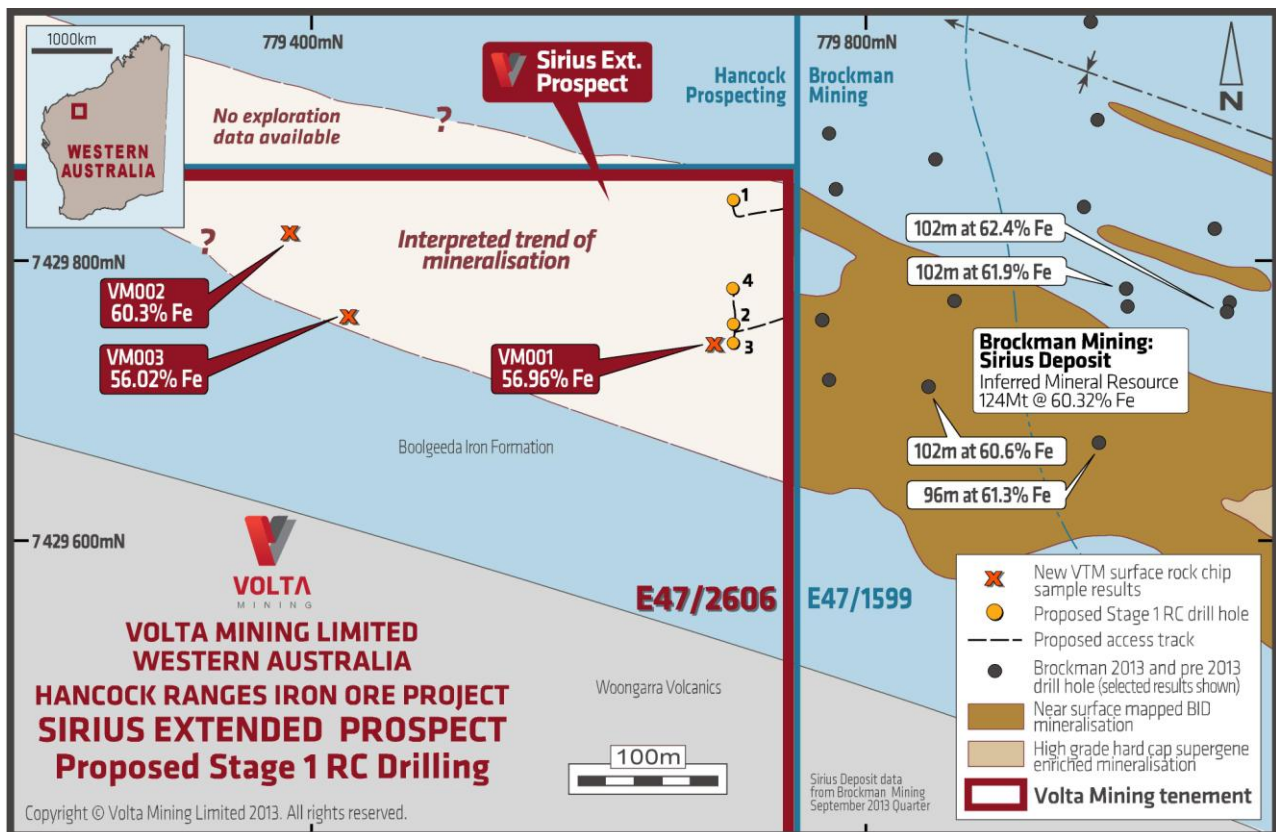 1000km
WESTERN
AUSTRALIA
779 400mN
779 800mN
Sirius Ext.
Prospect
Hancock
Prospecting
Brockman
Mining
N
No exploration
data available
?
?
Interpreted trend of
mineralisation
1
4
2
3
7 429 800mN
VM002
60.3% Fe
VM003
56.02% Fe
VM001
56.96% Fe
102m at 62.4% Fe
102m at 61.9% Fe
Brockman Mining:
Sirius Deposit
Inferred Mineral Resource
124Mt @ 60.32% Fe
102m at 60.6% Fe
96m at 61.3% Fe
Boolgeeda Iron Formation
7 429 600mN
VOLTA
MINING
E47/2606
E47/1599
VOLTA MINING LIMITED
WESTERN AUSTRALIA
HANCOCK RANGES IRON ORE PROJECT
SIRIUS EXTENDED PROSPECT
Proposed Stage 1 RC Drilling
Copyright © Volta Mining Limited 2013. All rights reserved.
Woongarra Volcanics
100m
Sirius Deposit data
from Brockman Mining
September 2013 Quarter
New VTM surface rock chip
sample results
Proposed Stage 1 RC drill hole
Proposed access track
Brockman 2013 and pre 2013
drill hole (selected results shown)
Near surface mapped BID
mineralisation
High grade hard cap supergene
enriched mineralisation
Volta Mining tenement